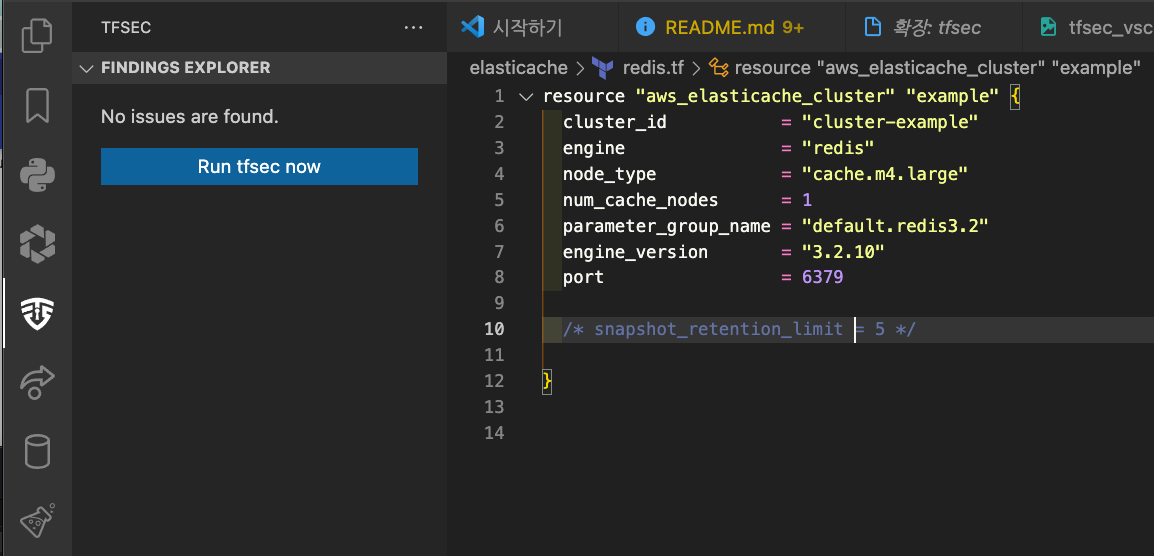 TFSEC ...
FINDINGS EXPLORER
No issues are found.
Run tfsec now
시작하기 README.md 9+ 확장: tfsec tfsec_vsc
elasticache > redis.tf > resource "aws_elasticache_cluster" "example"
1 resource "aws_elasticache_cluster" "example" {
2 cluster_id = "cluster-example"
3 engine = "redis"
4 node_type = "cache.m4.large"
5 num_cache_nodes = 1
6 parameter_group_name = "default.redis3.2"
7 engine_version = "3.2.10"
8 port = 6379
9
10 /* snapshot_retention_limit = 5 */
11
12 }
13
14